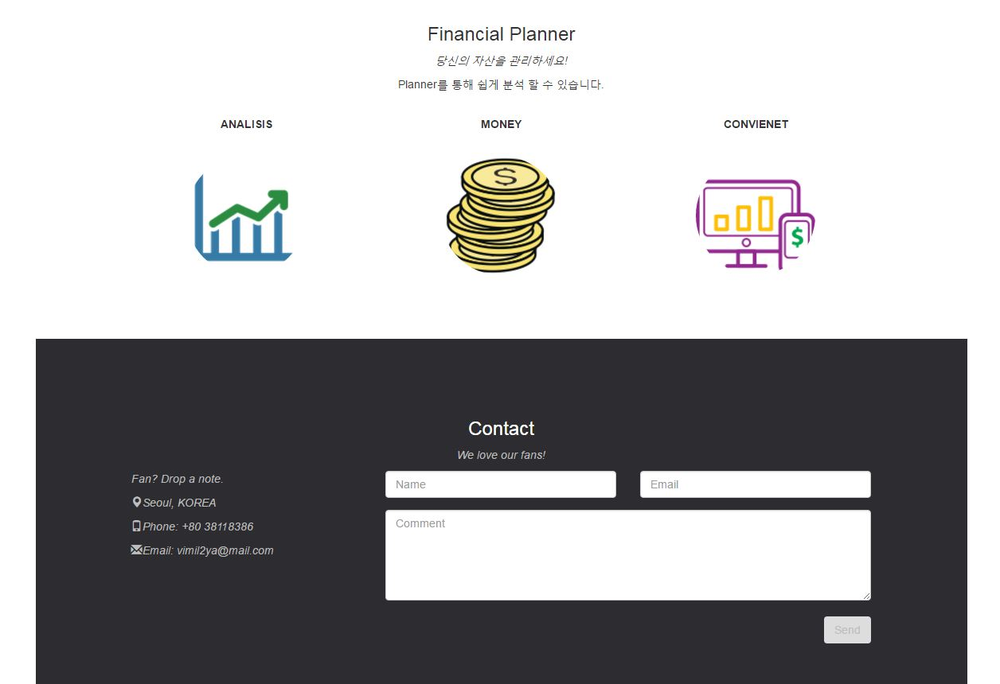 Financial Planner
당신의 자산을 관리하세요!
Planner를 통해 쉽게 분석 할 수 있습니다.
ANALISIS
MONEY
CONVIENET
$
$
Contact
We love our fans!
Fan? Drop a note.
Seoul, KOREA
Phone: +80 38118386
Email: vimil2ya@mail.com
Name
Email
Comment
Send